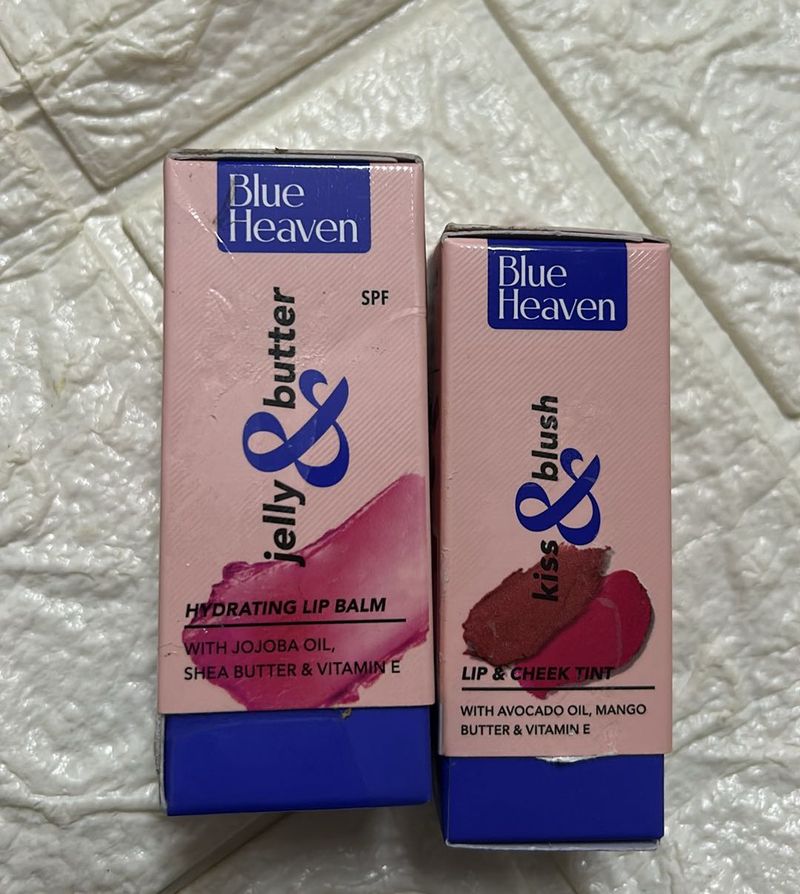 Blue
Heaven
SPF
jelly & butter
HYDRATING LIP BALM
WITH JOJOBA OIL,
SHEA BUTTER & VITAMIN E
Blue
Heaven
kiss & blush
LIP & CHEEK TINT
WITH AVOCADO OIL, MANGO
BUTTER & VITAMIN E